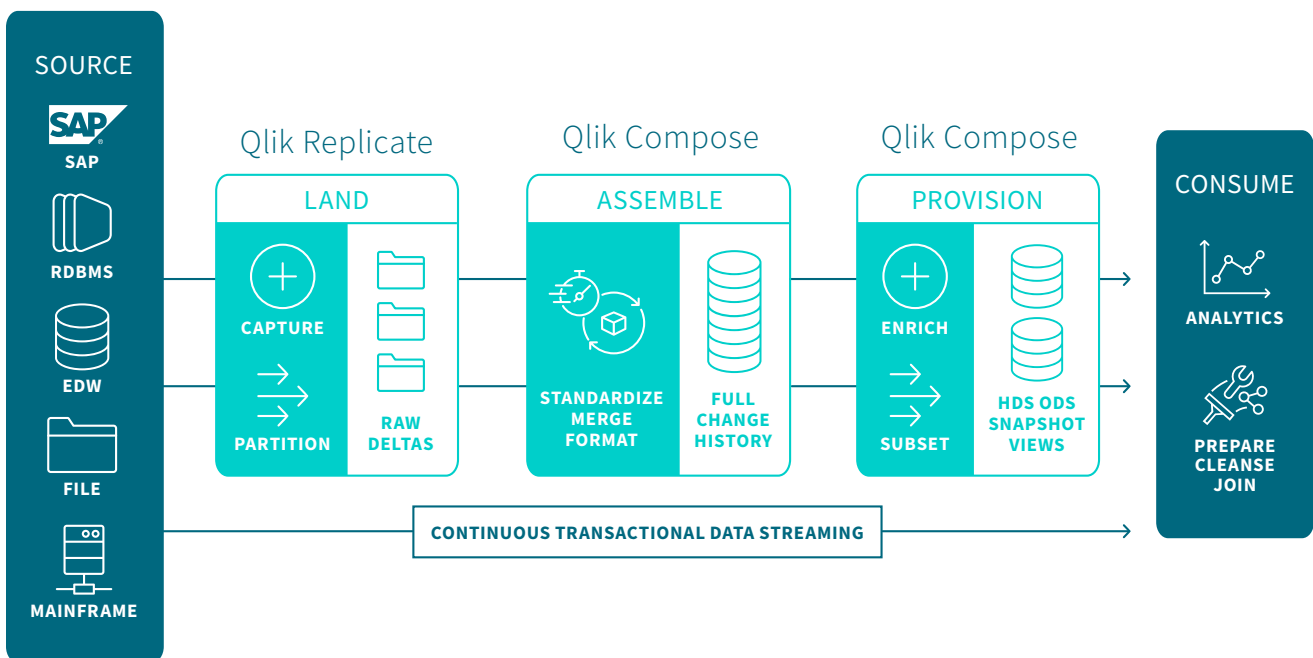 SOURCE
SAP
®
SAP
RDBMS
EDW
FILE
MAINFRAME
Qlik Replicate
LAND
CAPTURE
PARTITION
RAW
DELTAS
Qlik Compose
ASSEMBLE
STANDARDIZE
MERGE
FORMAT
FULL
CHANGE
HISTORY
Qlik Compose
PROVISION
ENRICH
SUBSET
HDS ODS
SNAPSHOT
VIEWS
CONTINUOUS TRANSACTIONAL DATA STREAMING
CONSUME
ANALYTICS
PREPARE
CLEANSE
JOIN